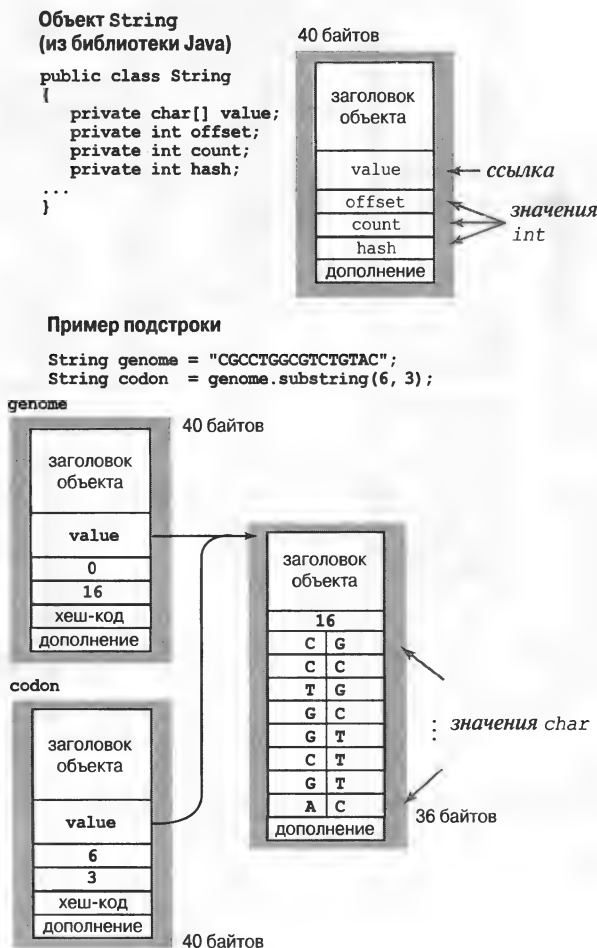 Объект String
(из библиотеки Java)
public class String
{
private char[] value;
private int offset;
private int count;
private int hash;
...
}
40 байтов
заголовок
объекта
value
offset
count
hash
дополнение
ссылка
значения
int
Пример подстроки
String genome = "CGCCTGGCGTCTGTAC";
String codon = genome.substring(6, 3);
genome
40 байтов
заголовок
объекта
value
0
16
хеш-код
дополнение
codon
заголовок
объекта
value
6
3
хеш-код
дополнение
40 байтов
заголовок
объекта
16
C G
C C
T G
G C
G T
C T
G T
A C
дополнение
⋮ значения char
36 байтов